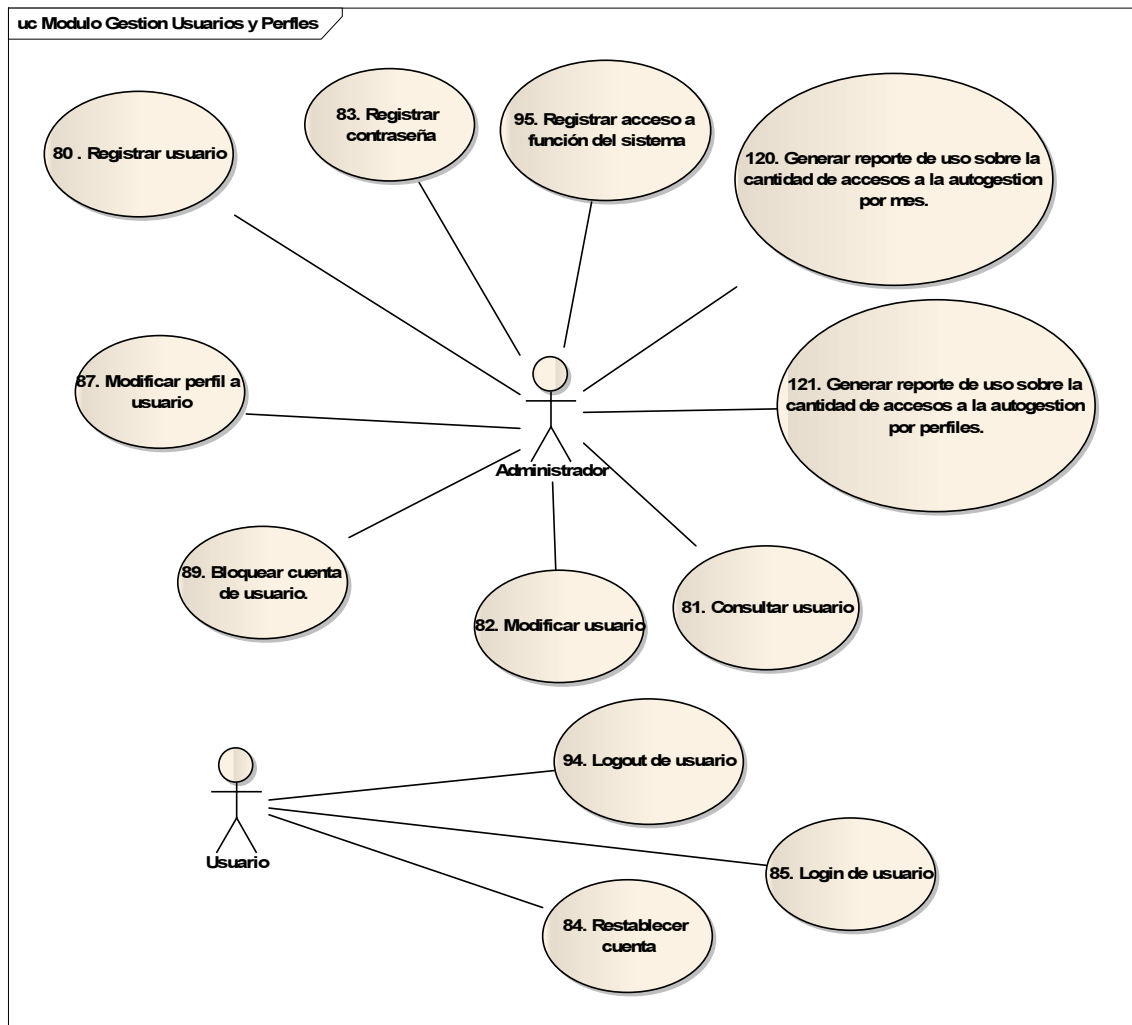 uc Modulo Gestion Usuarios y Perfles
80 . Registrar usuario
83. Registrar
contraseña
95. Registrar acceso a
función del sistema
120. Generar reporte de uso sobre la
cantidad de accesos a la autogestion
por mes.
87. Modificar perfil a
usuario
121. Generar reporte de uso sobre la
cantidad de accesos a la autogestion
por perfiles.
Administrador
89. Bloquear cuenta
de usuario.
82. Modificar usuario
81. Consultar usuario
94. Logout de usuario
Usuario
85. Login de usuario
84. Restablecer
cuenta